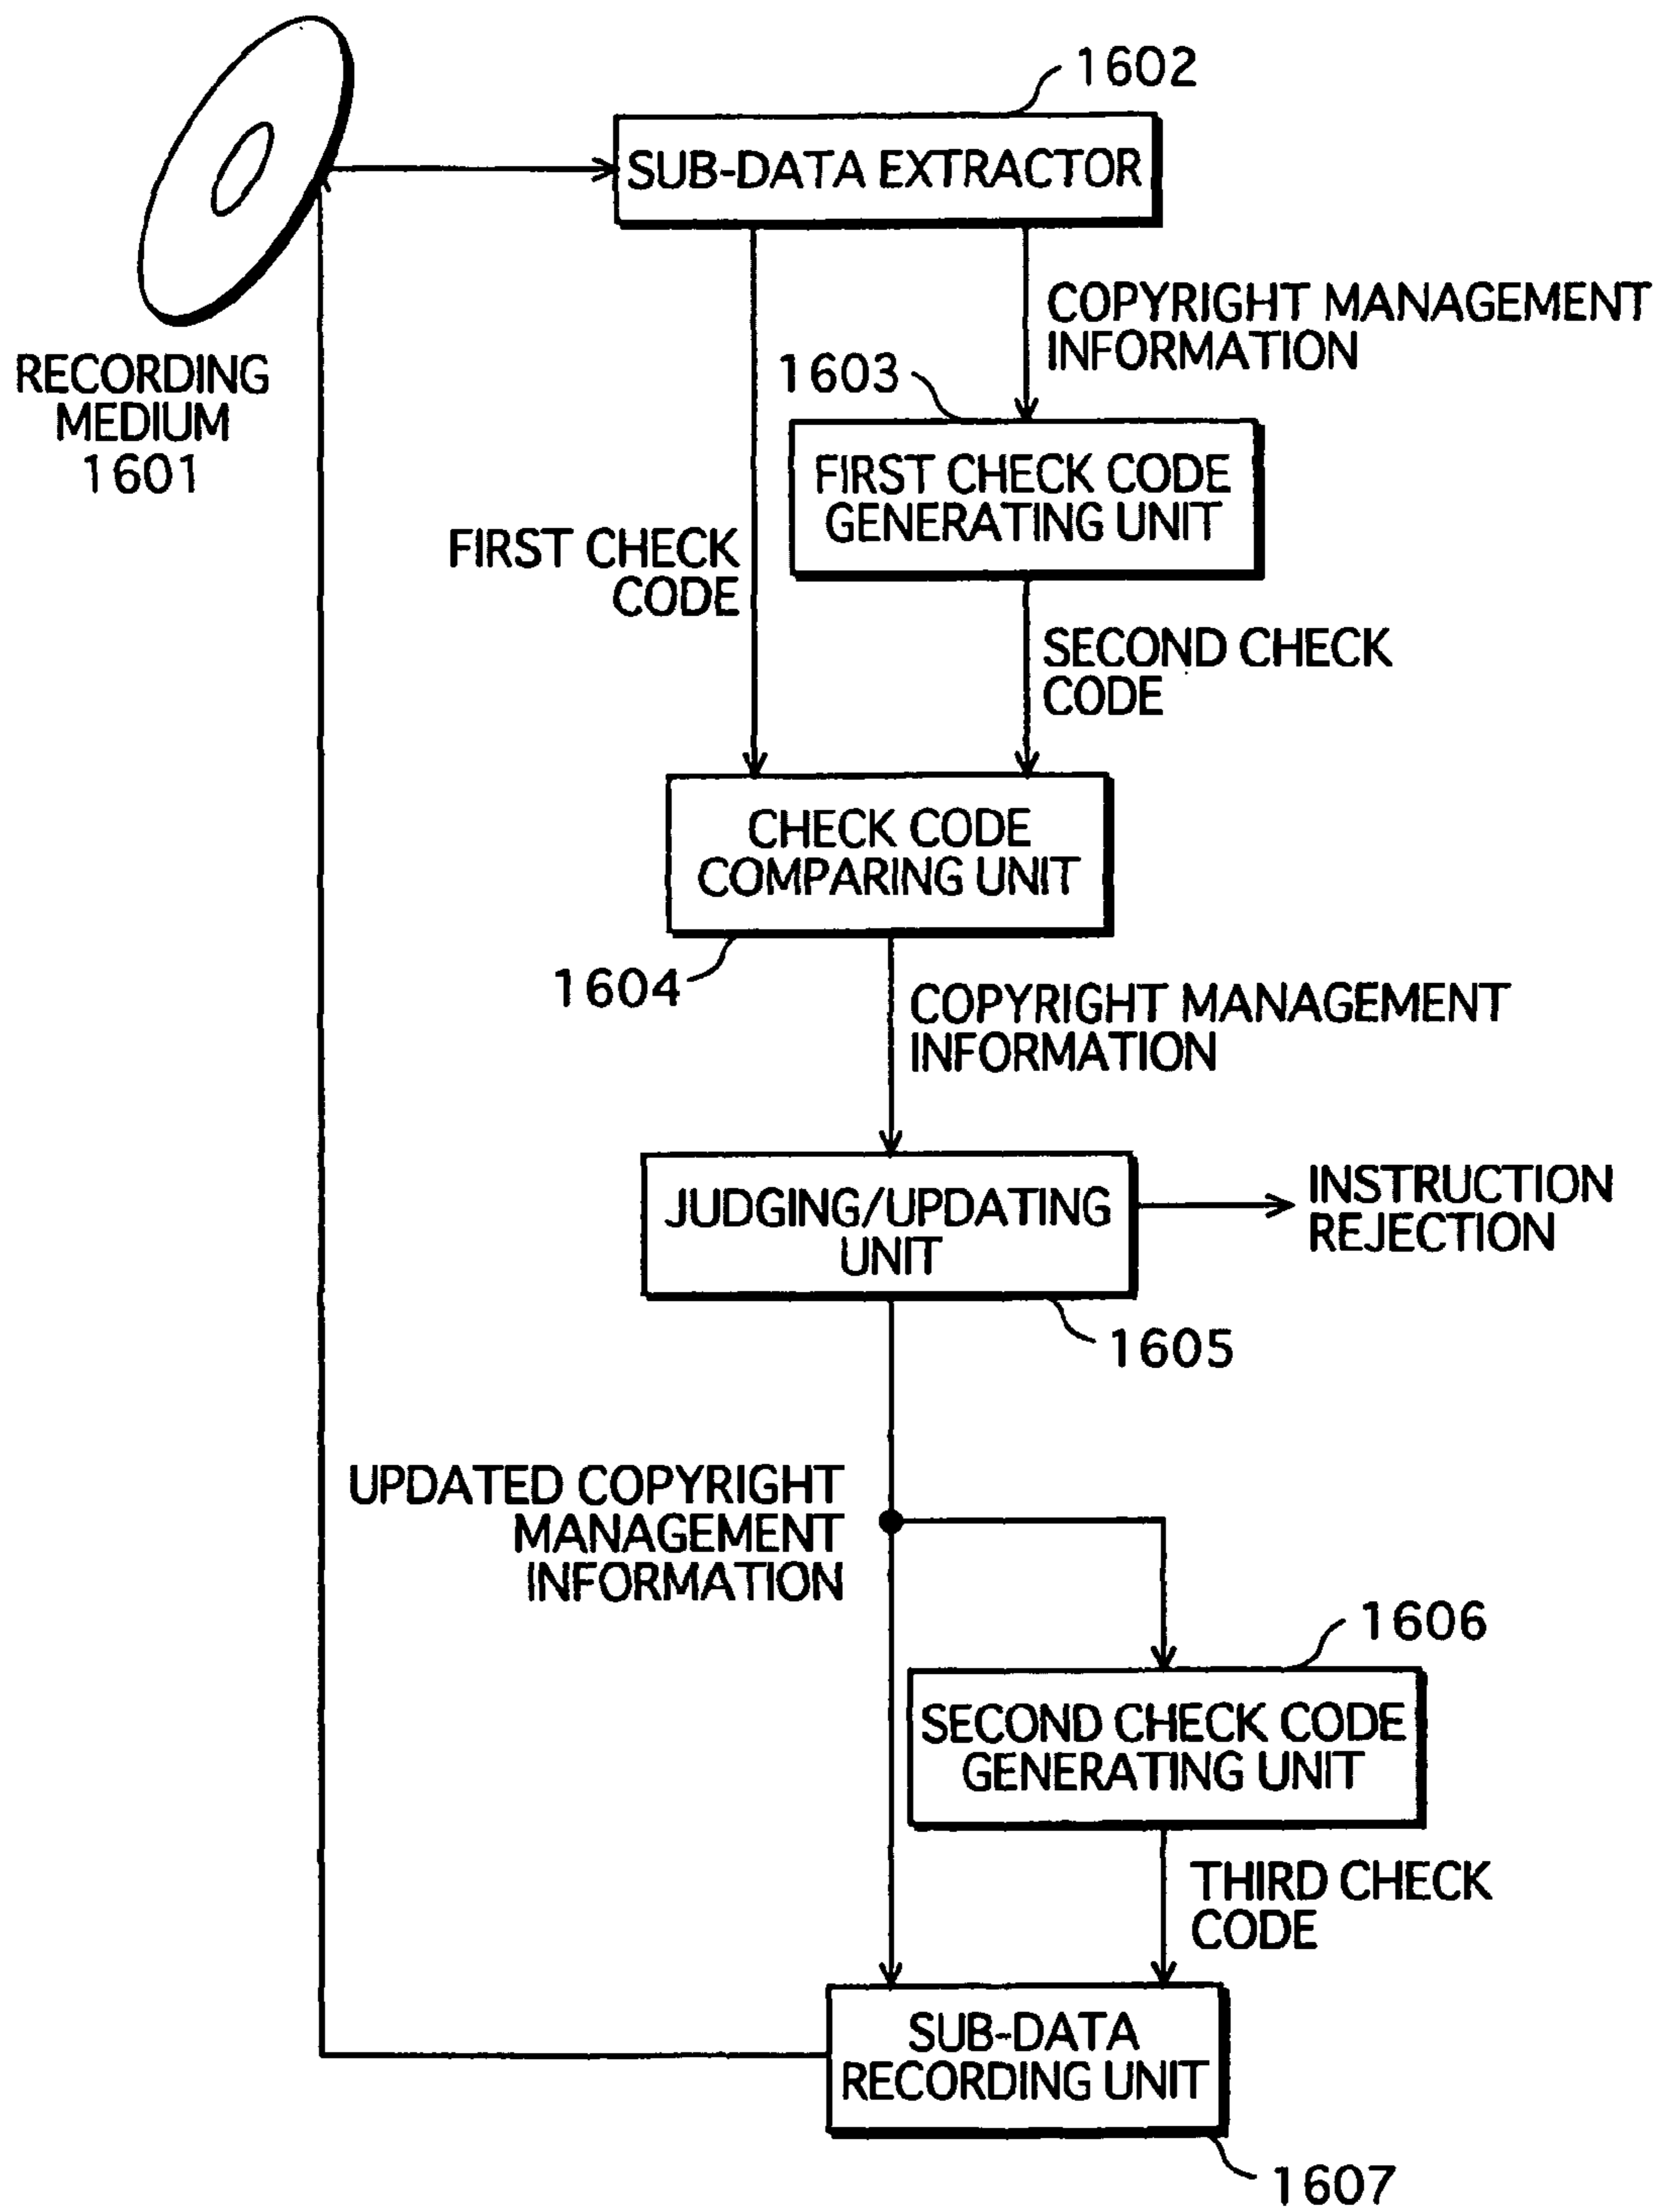 1602
SUB-DATA EXTRACTOR
COPYRIGHT MANAGEMENT
INFORMATION
RECORDING
MEDIUM
1601
1603
FIRST CHECK CODE
GENERATING UNIT
FIRST CHECK
CODE
SECOND CHECK
CODE
CHECK CODE
COMPARING UNIT
1604
COPYRIGHT MANAGEMENT
INFORMATION
JUDGING/UPDATING
UNIT
INSTRUCTION
REJECTION
1605
UPDATED COPYRIGHT
MANAGEMENT
INFORMATION
1606
SECOND CHECK CODE
GENERATING UNIT
THIRD CHECK
CODE
SUB-DATA
RECORDING UNIT
1607